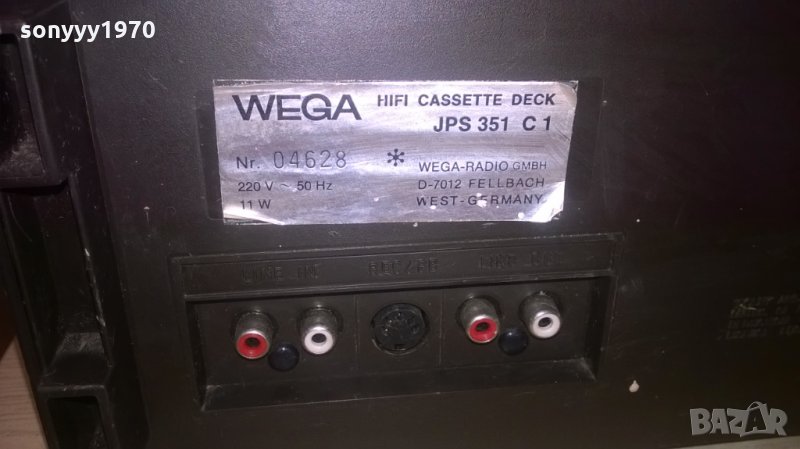 sonyyy1970
WEGA HIFI CASSETTE DECK
JPS 351 C 1
Nr. 04628 * WEGA-RADIO GMBH
220 V ~ 50 Hz D-7012 FELLBACH
11 W WEST-GERMANY
LINE IN REC/PB LINE OUT
BAZAR